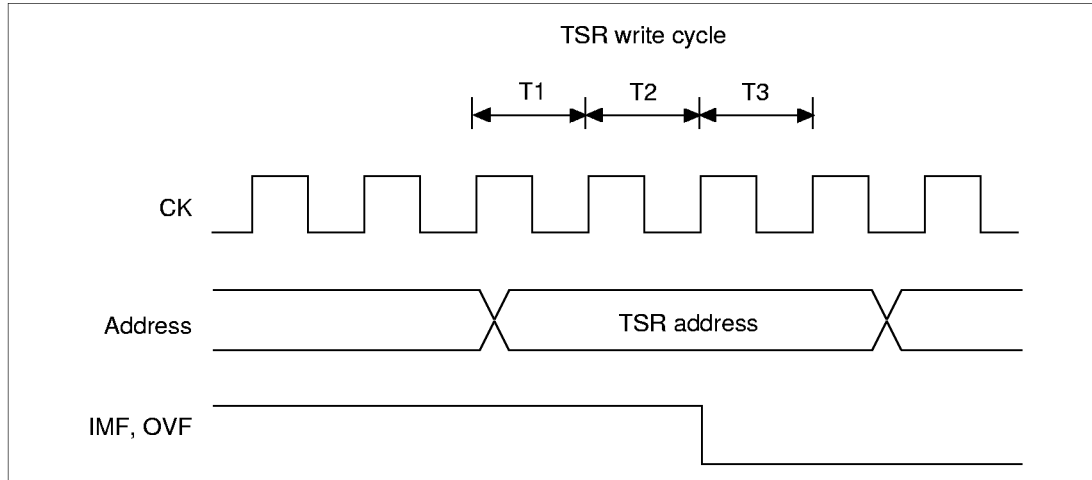 TSR write cycle
T1 T2 T3
CK
Address
TSR address
IMF, OVF